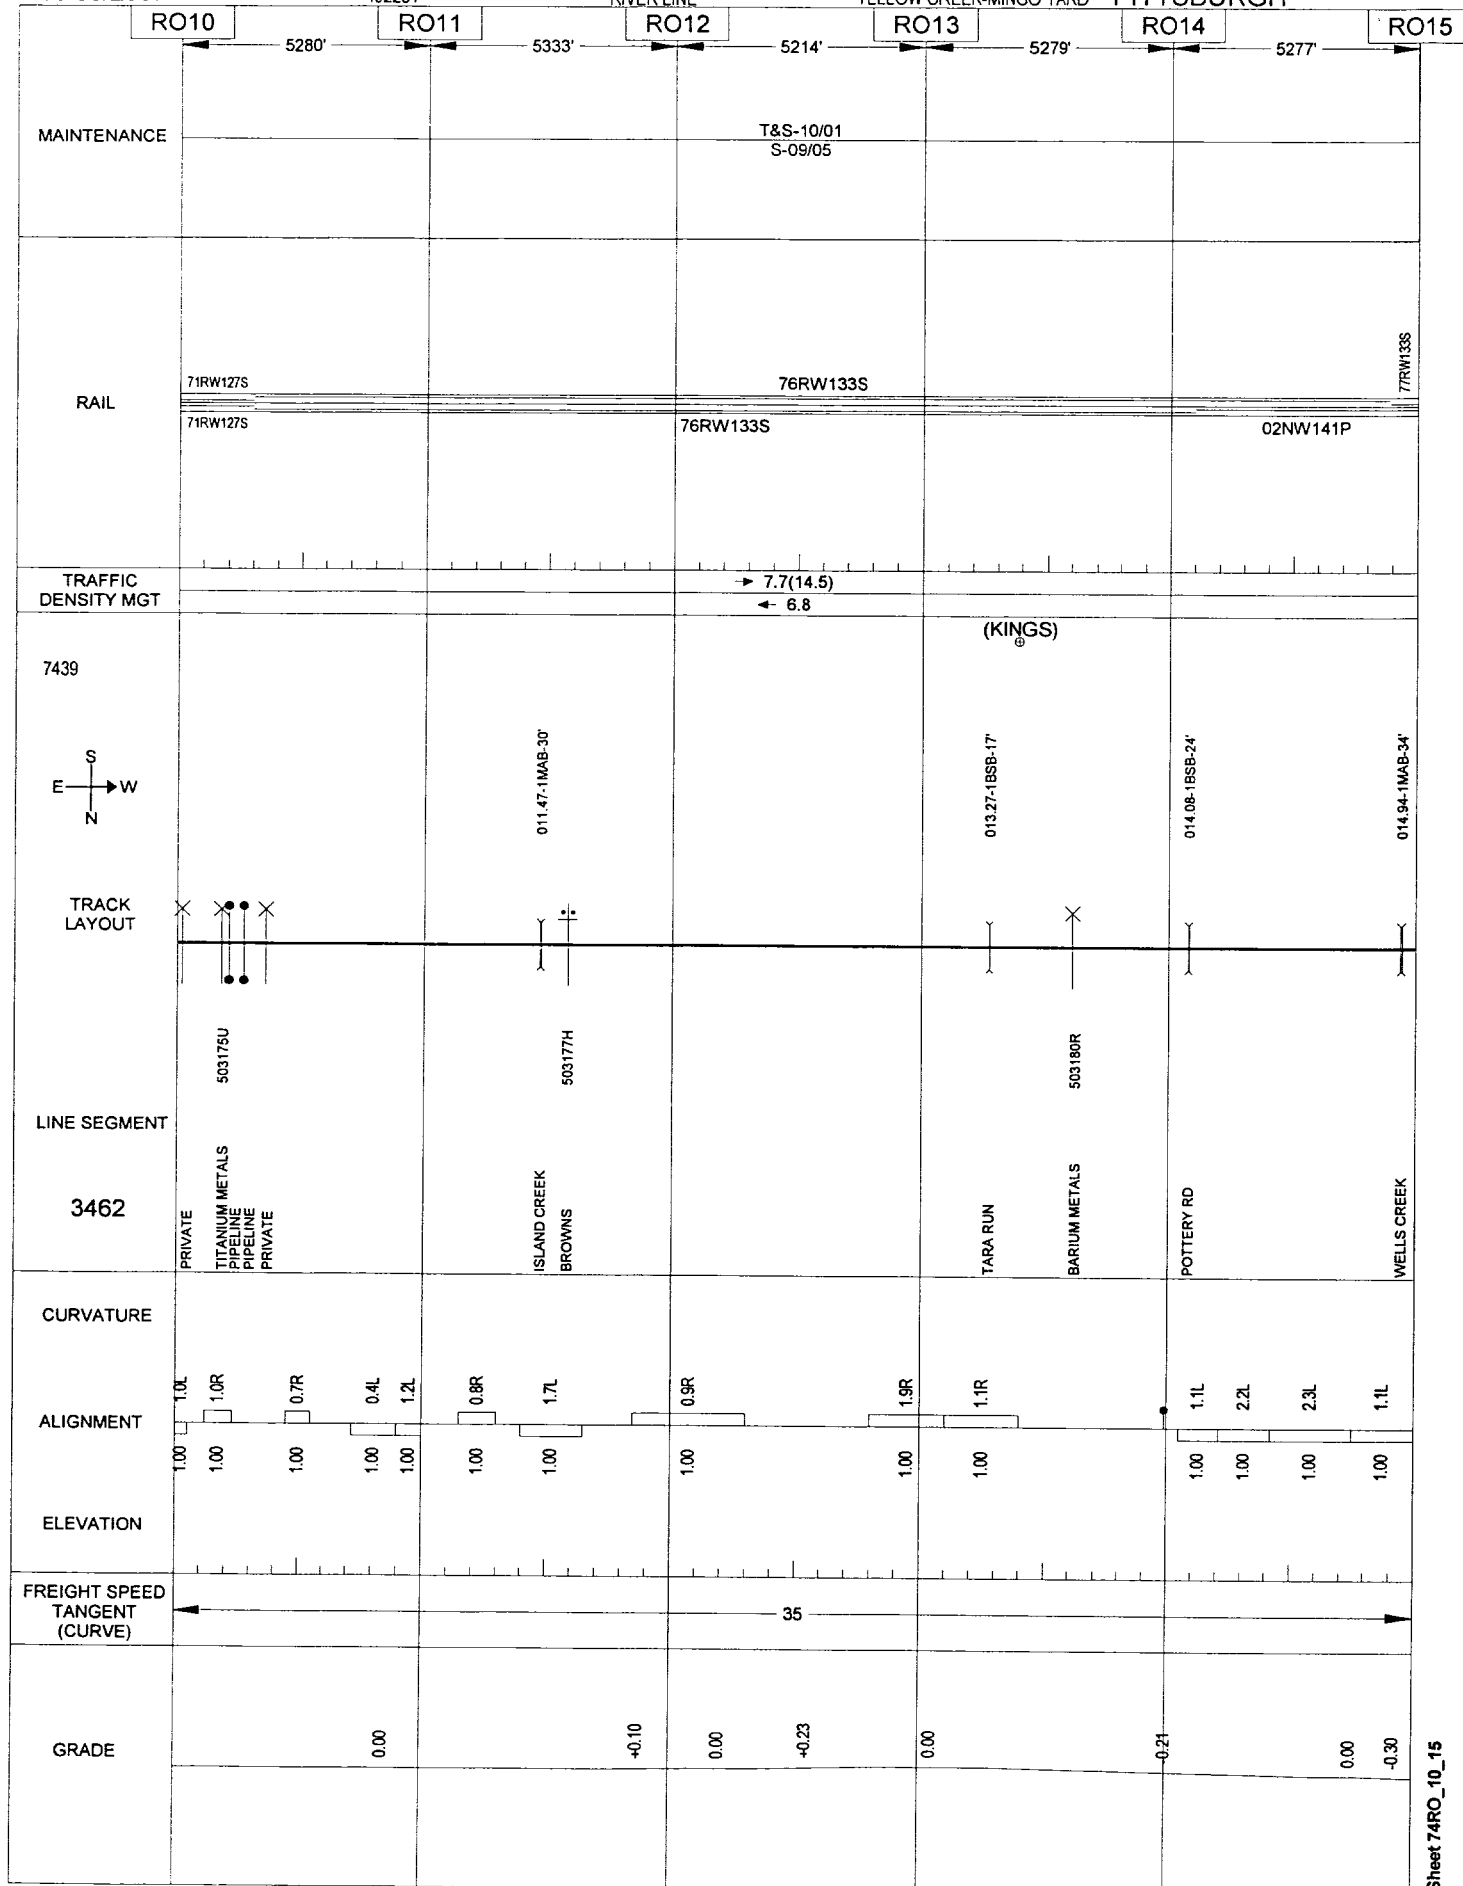 RIVER LINE
YELLOW CREEK-MINGO YARD PITTSBURGH
RO10 RO11 RO12 RO13 RO14 RO15
5280' 5333' 5214' 5279' 5277'
MAINTENANCE
T&S-10/01
S-09/05
RAIL
71RW127S 76RW133S 77RW133S
71RW127S 76RW133S 02NW141P
TRAFFIC
DENSITY MGT
7.7(14.5)
6.8
(KINGS)
7439
S
E W
N
011.47-1MAB-30' 013.27-1BSB-17' 014.08-1BSB-24' 014.94-1MAB-34'
TRACK
LAYOUT
503175U 503177H 503180R
LINE SEGMENT
3462
PRIVATE
TITANIUM METALS
PIPELINE
PIPELINE
PRIVATE
ISLAND CREEK
BROWNS
TARA RUN
BARIUM METALS
POTTERY RD
WELLS CREEK
CURVATURE
1.0L 1.0R 0.7R 0.4L 1.2L 0.8R 1.7L 0.9R 1.9R 1.1R 1.1L 2.2L 2.3L 1.1L
ALIGNMENT
1.00 1.00 1.00 1.00 1.00 1.00 1.00 1.00 1.00 1.00 1.00 1.00 1.00 1.00
ELEVATION
FREIGHT SPEED
TANGENT
(CURVE)
35
GRADE
0.00 +0.10 0.00 +0.23 0.00 -0.21 0.00 -0.30
Sheet 74RO_10_15